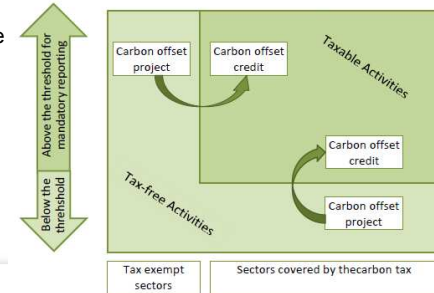 e
Above the threshold for
mandatory reporting
Below the
threhshold
Carbon offset
project
Carbon offset
credit
Taxable Activities
Carbon offset
credit
Carbon offset
project
Tax-free Activities
Tax exempt
sectors
Sectors covered by thecarbon tax